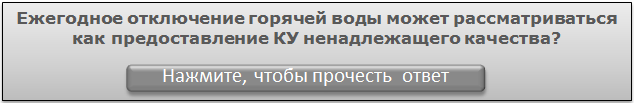 Ежегодное отключение горячей воды может рассматриваться
как предоставление КУ ненадлежащего качества?
Нажмите, чтобы прочесть ответ